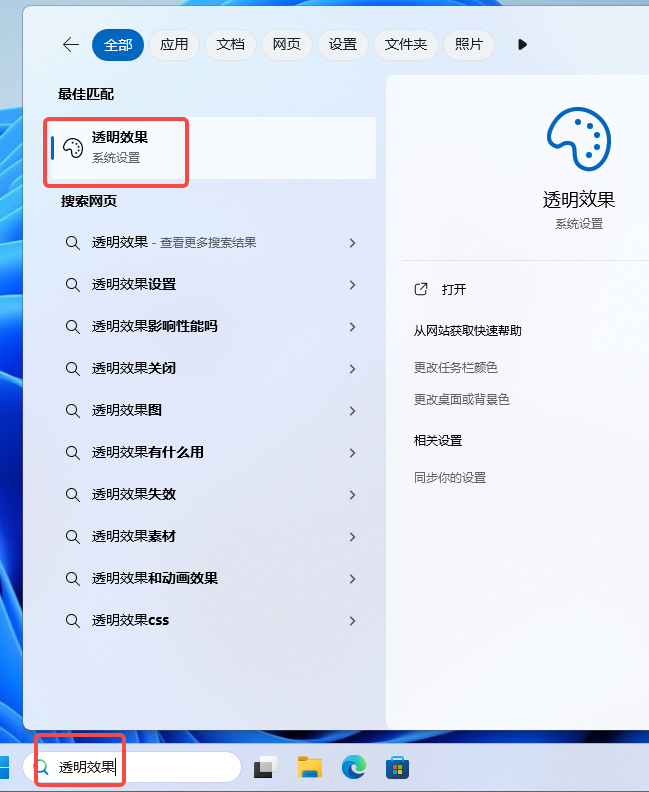 全部 应用 文档 网页 设置 文件夹 照片
最佳匹配
透明效果
系统设置
搜索网页
透明效果 - 查看更多搜索结果
透明效果设置
透明效果影响性能吗
透明效果关闭
透明效果图
透明效果有什么用
透明效果失效
透明效果素材
透明效果和动画效果
透明效果css
透明效果
系统设置
打开
从网站获取快速帮助
更改任务栏颜色
更改桌面或背景色
相关设置
同步你的设置
透明效果